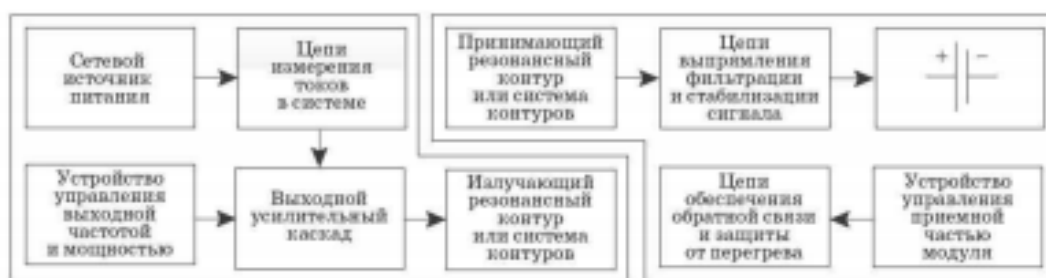 Сетевой
источник
питания
Цепи
измерения
токов
в системе
Принимающий
резонансный
контур
или система
контуров
Цепи
выпрямления
фильтрации
и стабилизации
сигнала
+ −
Устройство
управления
выходной
частотой
и мощностью
Выходной
усилительный
каскад
Излучающий
резонансный
контур
или система
контуров
Цепи
обеспечения
обратной связи
и защиты
от перегрева
Устройство
управления
приемной
частью
модуля